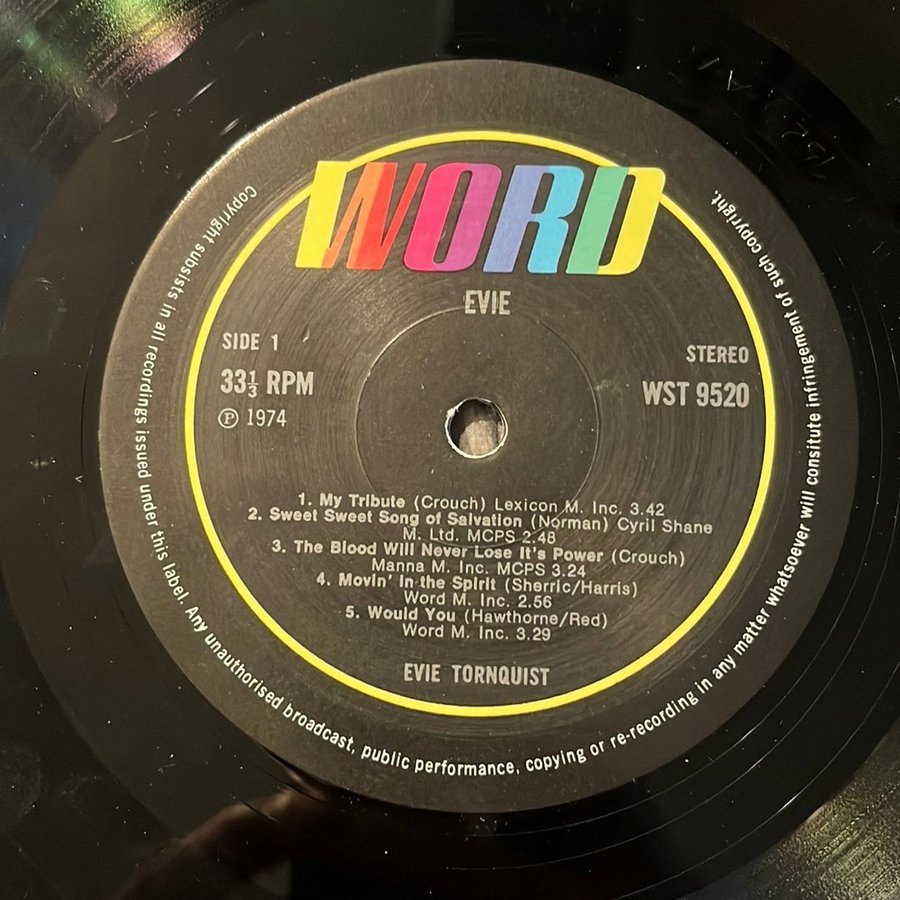 WORD
EVIE
SIDE 1
33⅓ RPM
Ⓟ 1974
STEREO
WST 9520
1. My Tribute (Crouch) Lexicon M. Inc. 3.42
2. Sweet Sweet Song of Salvation (Norman) Cyril Shane
M. Ltd. MCPS 2.48
3. The Blood Will Never Lose It's Power (Crouch)
Manna M. Inc. MCPS 3.24
4. Movin' in the Spirit (Sherric/Harris)
Word M. Inc. 2.56
5. Would You (Hawthorne/Red)
Word M. Inc. 3.29
EVIE TORNQUIST
Copyright subsists in all recordings issued under this label. Any unauthorised broadcast, public performance, copying or re-recording in any matter whatsoever will consitute infringement of such copyright.